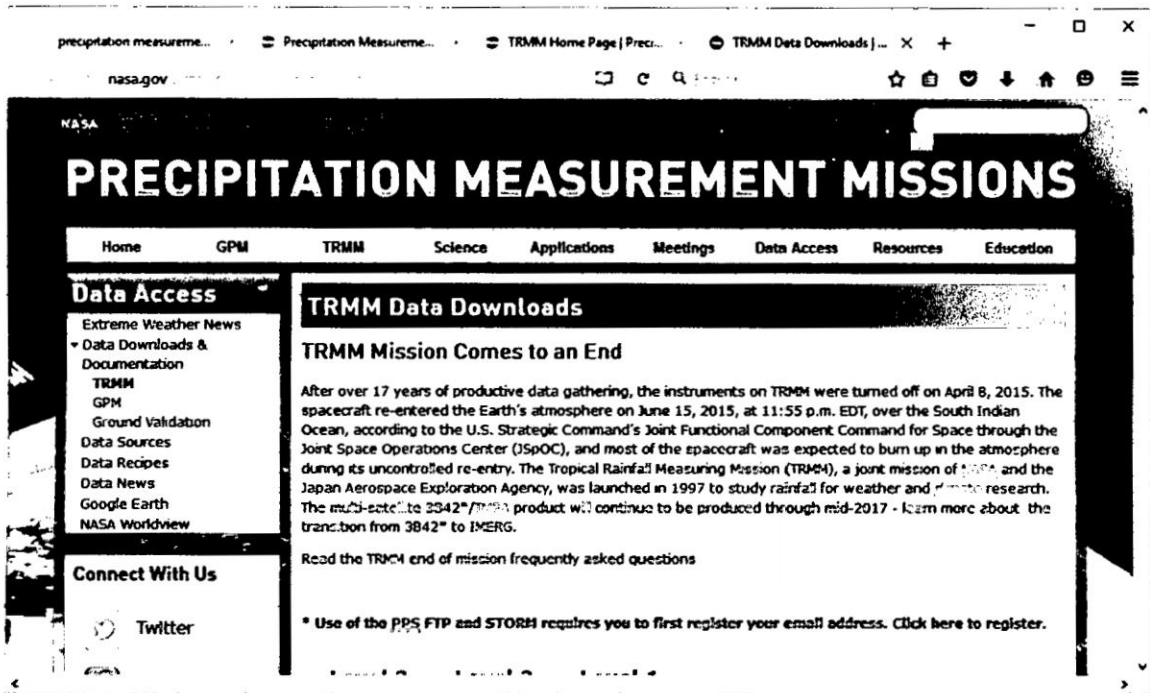 precipitation measureme...
Precipitation Measureme...
TRMM Home Page | Preci...
TRMM Data Downloads | ...
nasa.gov
NASA
PRECIPITATION MEASUREMENT MISSIONS
Home GPM TRMM Science Applications Meetings Data Access Resources Education
Data Access
Extreme Weather News
Data Downloads &
Documentation
TRMM
GPM
Ground Validation
Data Sources
Data Recipes
Data News
Google Earth
NASA Worldview
Connect With Us
Twitter
TRMM Data Downloads
TRMM Mission Comes to an End
After over 17 years of productive data gathering, the instruments on TRMM were turned off on April 8, 2015. The
spacecraft re-entered the Earth's atmosphere on June 15, 2015, at 11:55 p.m. EDT, over the South Indian
Ocean, according to the U.S. Strategic Command's Joint Functional Component Command for Space through the
Joint Space Operations Center (JSpOC), and most of the spacecraft was expected to burn up in the atmosphere
during its uncontrolled re-entry. The Tropical Rainfall Measuring Mission (TRMM), a joint mission of NASA and the
Japan Aerospace Exploration Agency, was launched in 1997 to study rainfall for weather and climate research.
The multi-satellite 3B42*/ product will continue to be produced through mid-2017 - learn more about the
transition from 3B42* to IMERG.
Read the TRMM end of mission frequently asked questions
* Use of the PPS FTP and STORM requires you to first register your email address. Click here to register.